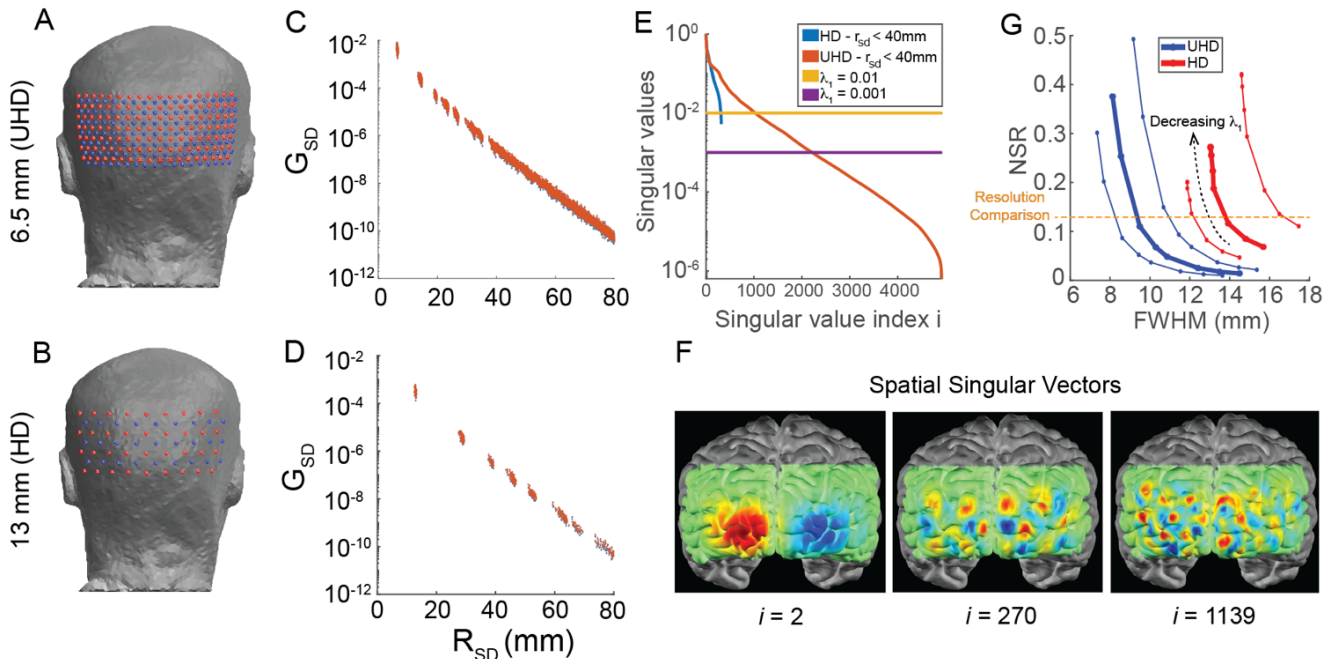 A
6.5 mm (UHD)
B
13 mm (HD)
C
G_SD
10^-2
10^-4
10^-6
10^-8
10^-10
10^-12
0 20 40 60 80
D
G_SD
10^-2
10^-4
10^-6
10^-8
10^-10
10^-12
0 20 40 60 80
R_SD (mm)
E
Singular values
10^0
10^-2
10^-4
10^-6
0 1000 2000 3000 4000
Singular value index i
HD - r_sd < 40mm
UHD - r_sd < 40mm
λ_1 = 0.01
λ_1 = 0.001
G
NSR
0.5
0.4
0.3
0.2
0.1
0
6 8 10 12 14 16 18
FWHM (mm)
UHD
HD
Decreasing λ_1
Resolution
Comparison
F
Spatial Singular Vectors
i = 2
i = 270
i = 1139